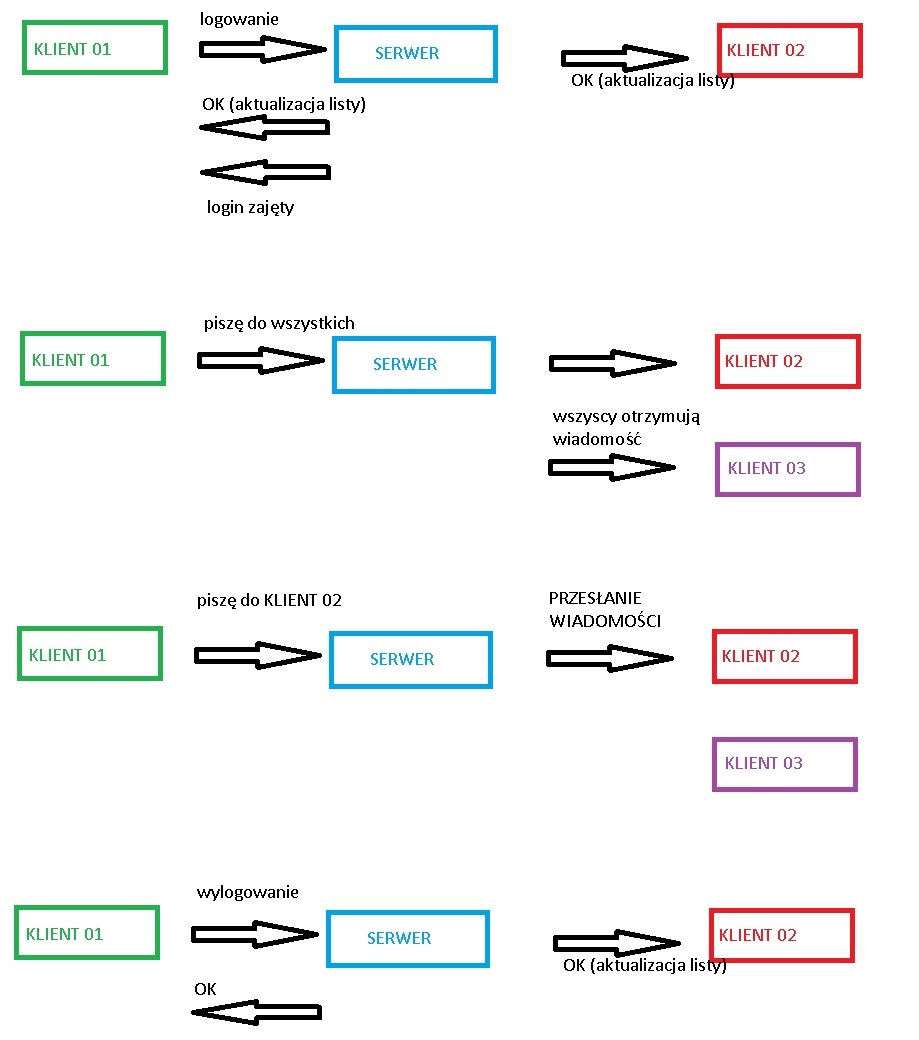 logowanie
KLIENT 01
SERWER
KLIENT 02
OK (aktualizacja listy)
OK (aktualizacja listy)
login zajęty
piszę do wszystkich
KLIENT 01
SERWER
KLIENT 02
wszyscy otrzymują
wiadomość
KLIENT 03
piszę do KLIENT 02
PRZESŁANIE
WIADOMOŚCI
KLIENT 01
SERWER
KLIENT 02
KLIENT 03
wylogowanie
KLIENT 01
SERWER
KLIENT 02
OK (aktualizacja listy)
OK